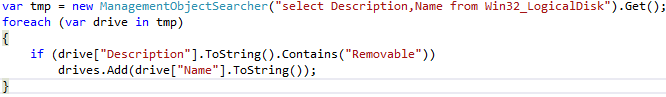 var tmp = new ManagementObjectSearcher("select Description,Name from Win32_LogicalDisk").Get();
foreach (var drive in tmp)
{
    if (drive["Description"].ToString().Contains("Removable"))
        drives.Add(drive["Name"].ToString());
}